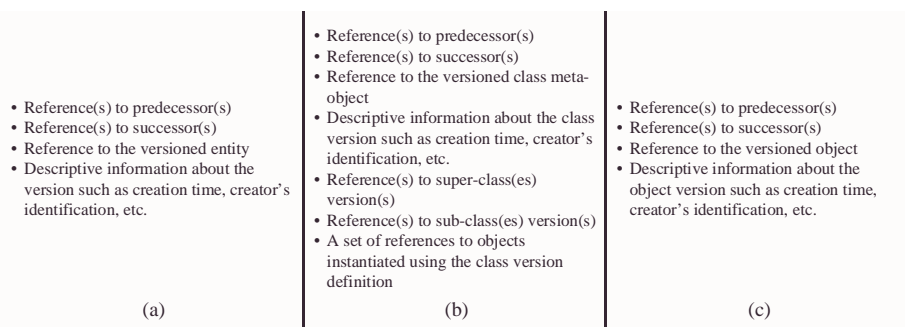 • Reference(s) to predecessor(s)
• Reference(s) to successor(s)
• Reference to the versioned entity
• Descriptive information about the
version such as creation time, creator's
identification, etc.
(a)
• Reference(s) to predecessor(s)
• Reference(s) to successor(s)
• Reference to the versioned class meta-
object
• Descriptive information about the class
version such as creation time, creator's
identification, etc.
• Reference(s) to super-class(es)
version(s)
• Reference(s) to sub-class(es) version(s)
• A set of references to objects
instantiated using the class version
definition
(b)
• Reference(s) to predecessor(s)
• Reference(s) to successor(s)
• Reference to the versioned object
• Descriptive information about the
object version such as creation time,
creator's identification, etc.
(c)